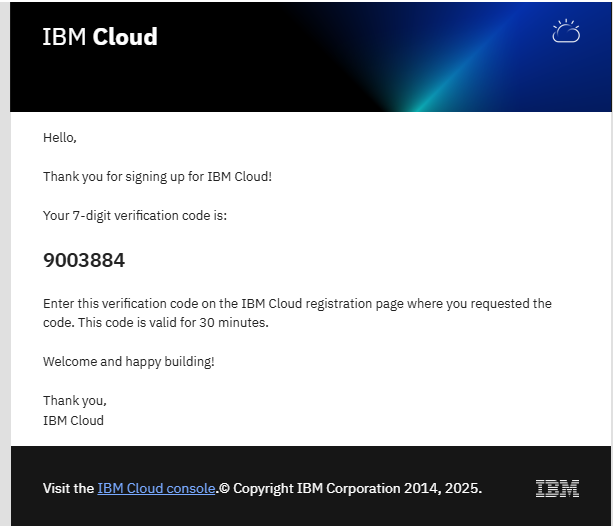 IBM Cloud
Hello,
Thank you for signing up for IBM Cloud!
Your 7-digit verification code is:
9003884
Enter this verification code on the IBM Cloud registration page where you requested the
code. This code is valid for 30 minutes.
Welcome and happy building!
Thank you,
IBM Cloud
Visit the IBM Cloud console.© Copyright IBM Corporation 2014, 2025.
IBM